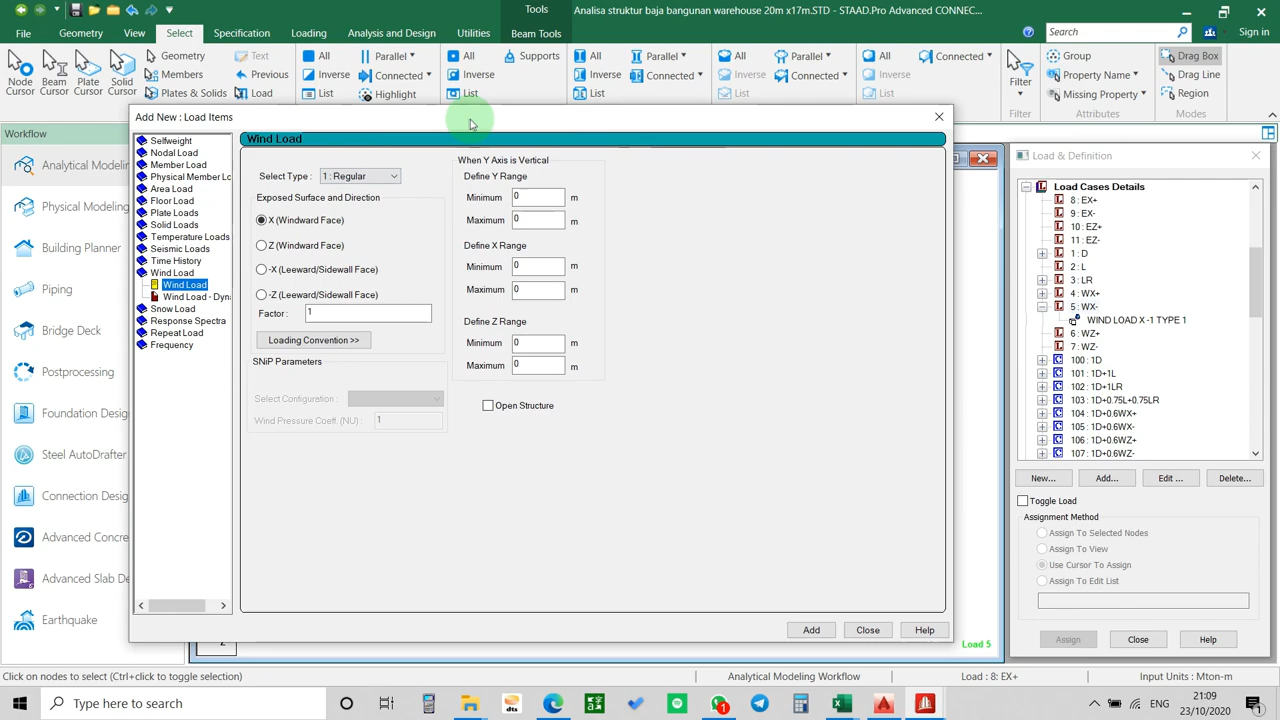 Tools
Analisa struktur baja bangunan warehouse 20m x17m.STD - STAAD.Pro Advanced CONNEC...
File
Geometry
View
Select
Specification
Loading
Analysis and Design
Utilities
Beam Tools
Search
Sign in
Node Cursor
Beam Cursor
Plate Cursor
Solid Cursor
Geometry
Members
Plates & Solids
Text
Previous
Load
All
Inverse
List
Parallel
Connected
Highlight
All
Inverse
List
Supports
All
Inverse
List
Parallel
Connected
All
Inverse
List
Parallel
Connected
All
Inverse
List
Connected
Filter
Filter
Group
Property Name
Missing Property
Attributes
Drag Box
Drag Line
Region
Modes
Workflow
Analytical Modelin
Physical Modeling
Building Planner
Piping
Bridge Deck
Postprocessing
Foundation Desig
Steel AutoDrafter
Connection Desig
Advanced Concre
Advanced Slab De
Earthquake
Add New : Load Items
Selfweight
Nodal Load
Member Load
Physical Member Lo
Area Load
Floor Load
Plate Loads
Solid Loads
Temperature Loads
Seismic Loads
Time History
Wind Load
Wind Load
Wind Load - Dyn
Snow Load
Response Spectra
Repeat Load
Frequency
Wind Load
Select Type :
1 : Regular
Exposed Surface and Direction
X (Windward Face)
Z (Windward Face)
-X (Leeward/Sidewall Face)
-Z (Leeward/Sidewall Face)
Factor :
1
Loading Convention >>
SNiP Parameters
Select Configuration :
Wind Pressure Coeff. (NU) :
1
When Y Axis is Vertical
Define Y Range
Minimum 0 m
Maximum 0 m
Define X Range
Minimum 0 m
Maximum 0 m
Define Z Range
Minimum 0 m
Maximum 0 m
Open Structure
Add
Close
Help
Load & Definition
Load Cases Details
8 : EX+
9 : EX-
10 : EZ+
11 : EZ-
1 : D
2 : L
3 : LR
4 : WX+
5 : WX-
WIND LOAD X -1 TYPE 1
6 : WZ+
7 : WZ-
100 : 1D
101 : 1D+1L
102 : 1D+1LR
103 : 1D+0.75L+0.75LR
104 : 1D+0.6WX+
105 : 1D+0.6WX-
106 : 1D+0.6WZ+
107 : 1D+0.6WZ-
New...
Add...
Edit ...
Delete...
Toggle Load
Assignment Method
Assign To Selected Nodes
Assign To View
Use Cursor To Assign
Assign To Edit List
Assign
Close
Help
Load 5
Click on nodes to select (Ctrl+click to toggle selection)
Analytical Modeling Workflow
Load : 8: EX+
Input Units : Mton-m
Type here to search
21:09
23/10/2020